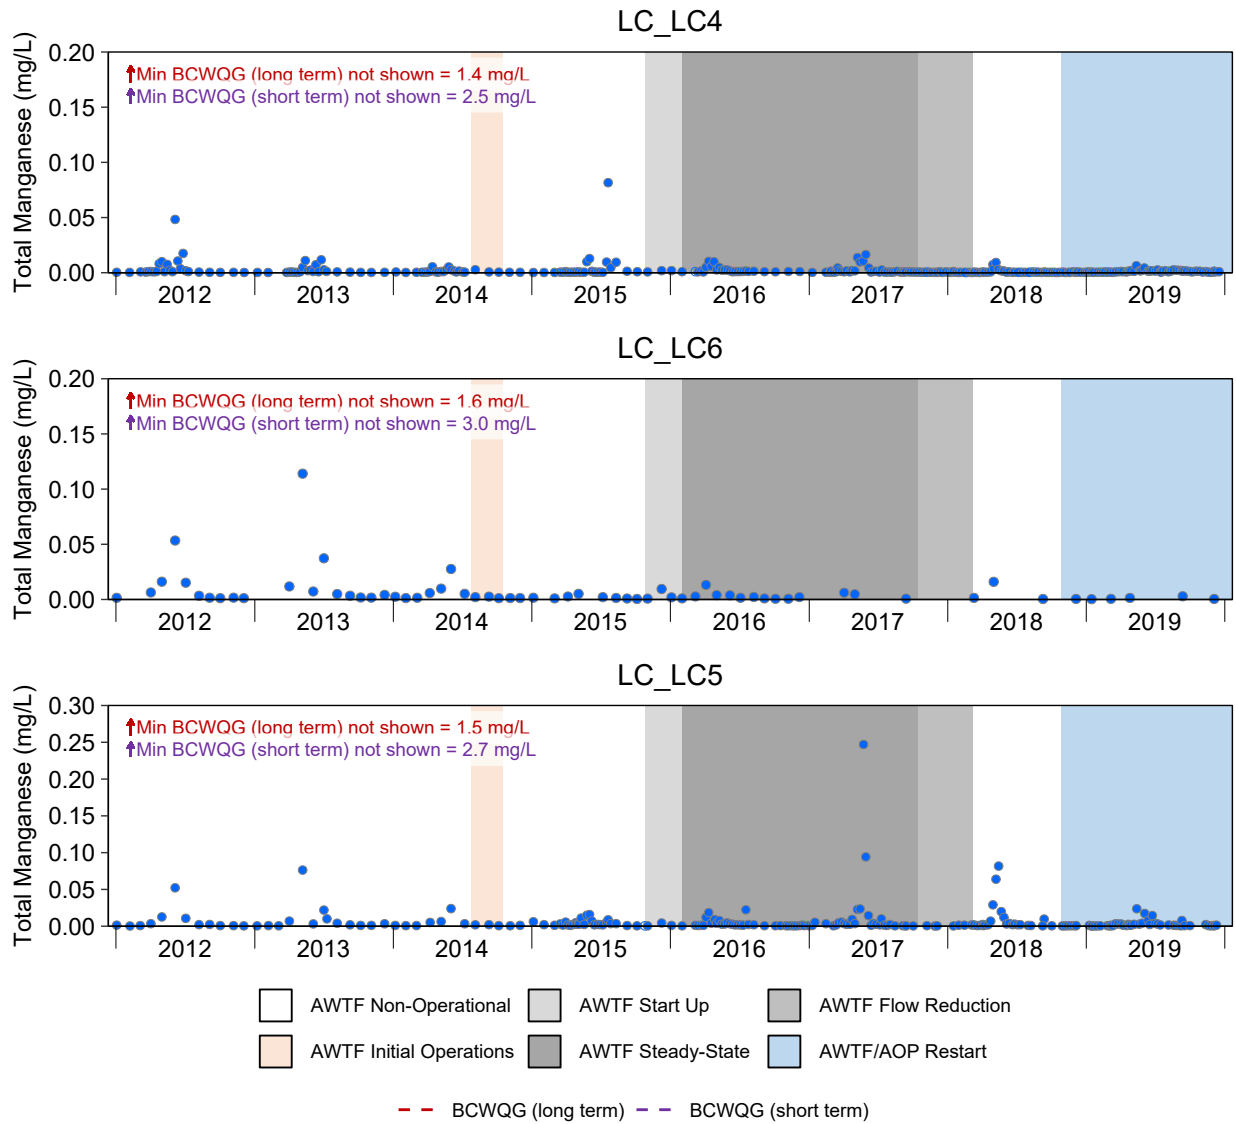 LC_LC4
Total Manganese (mg/L)
0.20
0.15
0.10
0.05
0.00
Min BCWQG (long term) not shown = 1.4 mg/L
Min BCWQG (short term) not shown = 2.5 mg/L
2012 2013 2014 2015 2016 2017 2018 2019
LC_LC6
Total Manganese (mg/L)
0.20
0.15
0.10
0.05
0.00
Min BCWQG (long term) not shown = 1.6 mg/L
Min BCWQG (short term) not shown = 3.0 mg/L
2012 2013 2014 2015 2016 2017 2018 2019
LC_LC5
Total Manganese (mg/L)
0.30
0.25
0.20
0.15
0.10
0.05
0.00
Min BCWQG (long term) not shown = 1.5 mg/L
Min BCWQG (short term) not shown = 2.7 mg/L
2012 2013 2014 2015 2016 2017 2018 2019
AWTF Non-Operational AWTF Start Up AWTF Flow Reduction
AWTF Initial Operations AWTF Steady-State AWTF/AOP Restart
BCWQG (long term) BCWQG (short term)